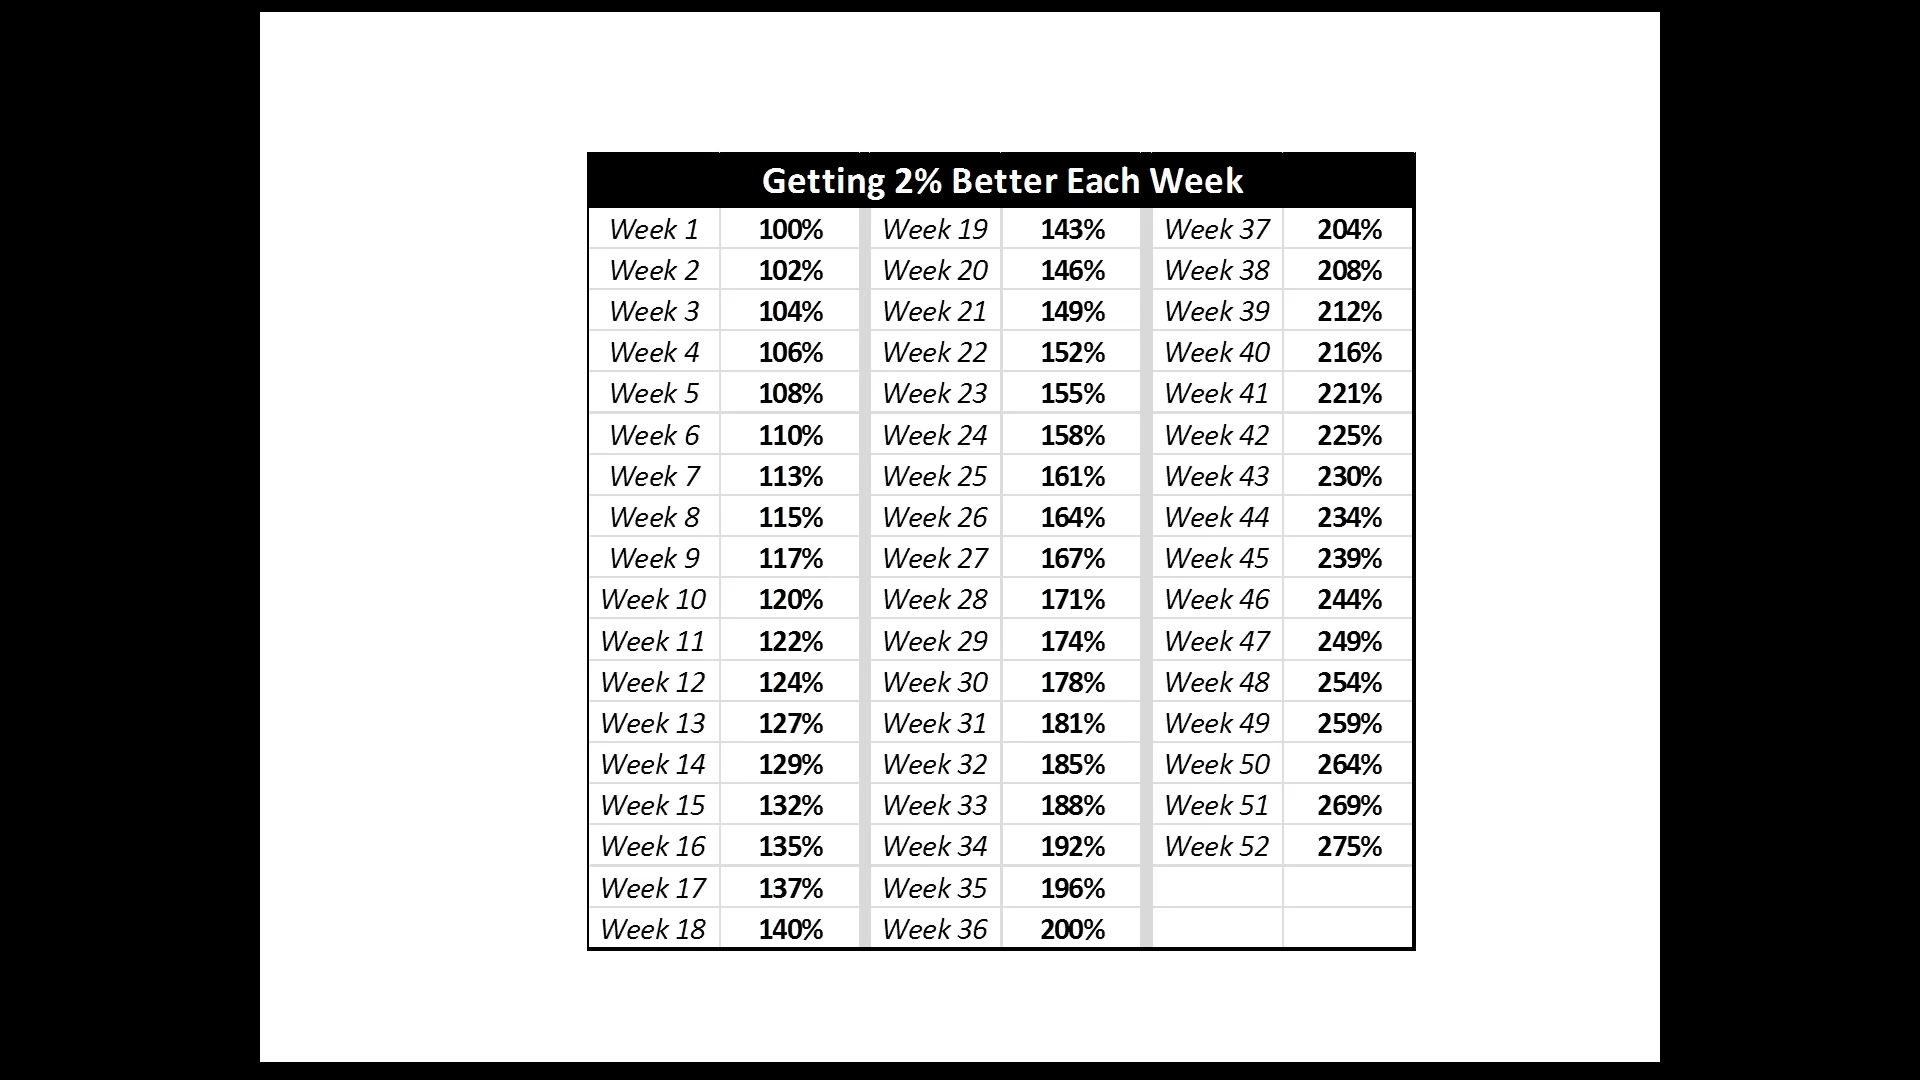 Getting 2% Better Each Week
Week 1 100% Week 19 143% Week 37 204%
Week 2 102% Week 20 146% Week 38 208%
Week 3 104% Week 21 149% Week 39 212%
Week 4 106% Week 22 152% Week 40 216%
Week 5 108% Week 23 155% Week 41 221%
Week 6 110% Week 24 158% Week 42 225%
Week 7 113% Week 25 161% Week 43 230%
Week 8 115% Week 26 164% Week 44 234%
Week 9 117% Week 27 167% Week 45 239%
Week 10 120% Week 28 171% Week 46 244%
Week 11 122% Week 29 174% Week 47 249%
Week 12 124% Week 30 178% Week 48 254%
Week 13 127% Week 31 181% Week 49 259%
Week 14 129% Week 32 185% Week 50 264%
Week 15 132% Week 33 188% Week 51 269%
Week 16 135% Week 34 192% Week 52 275%
Week 17 137% Week 35 196%
Week 18 140% Week 36 200%